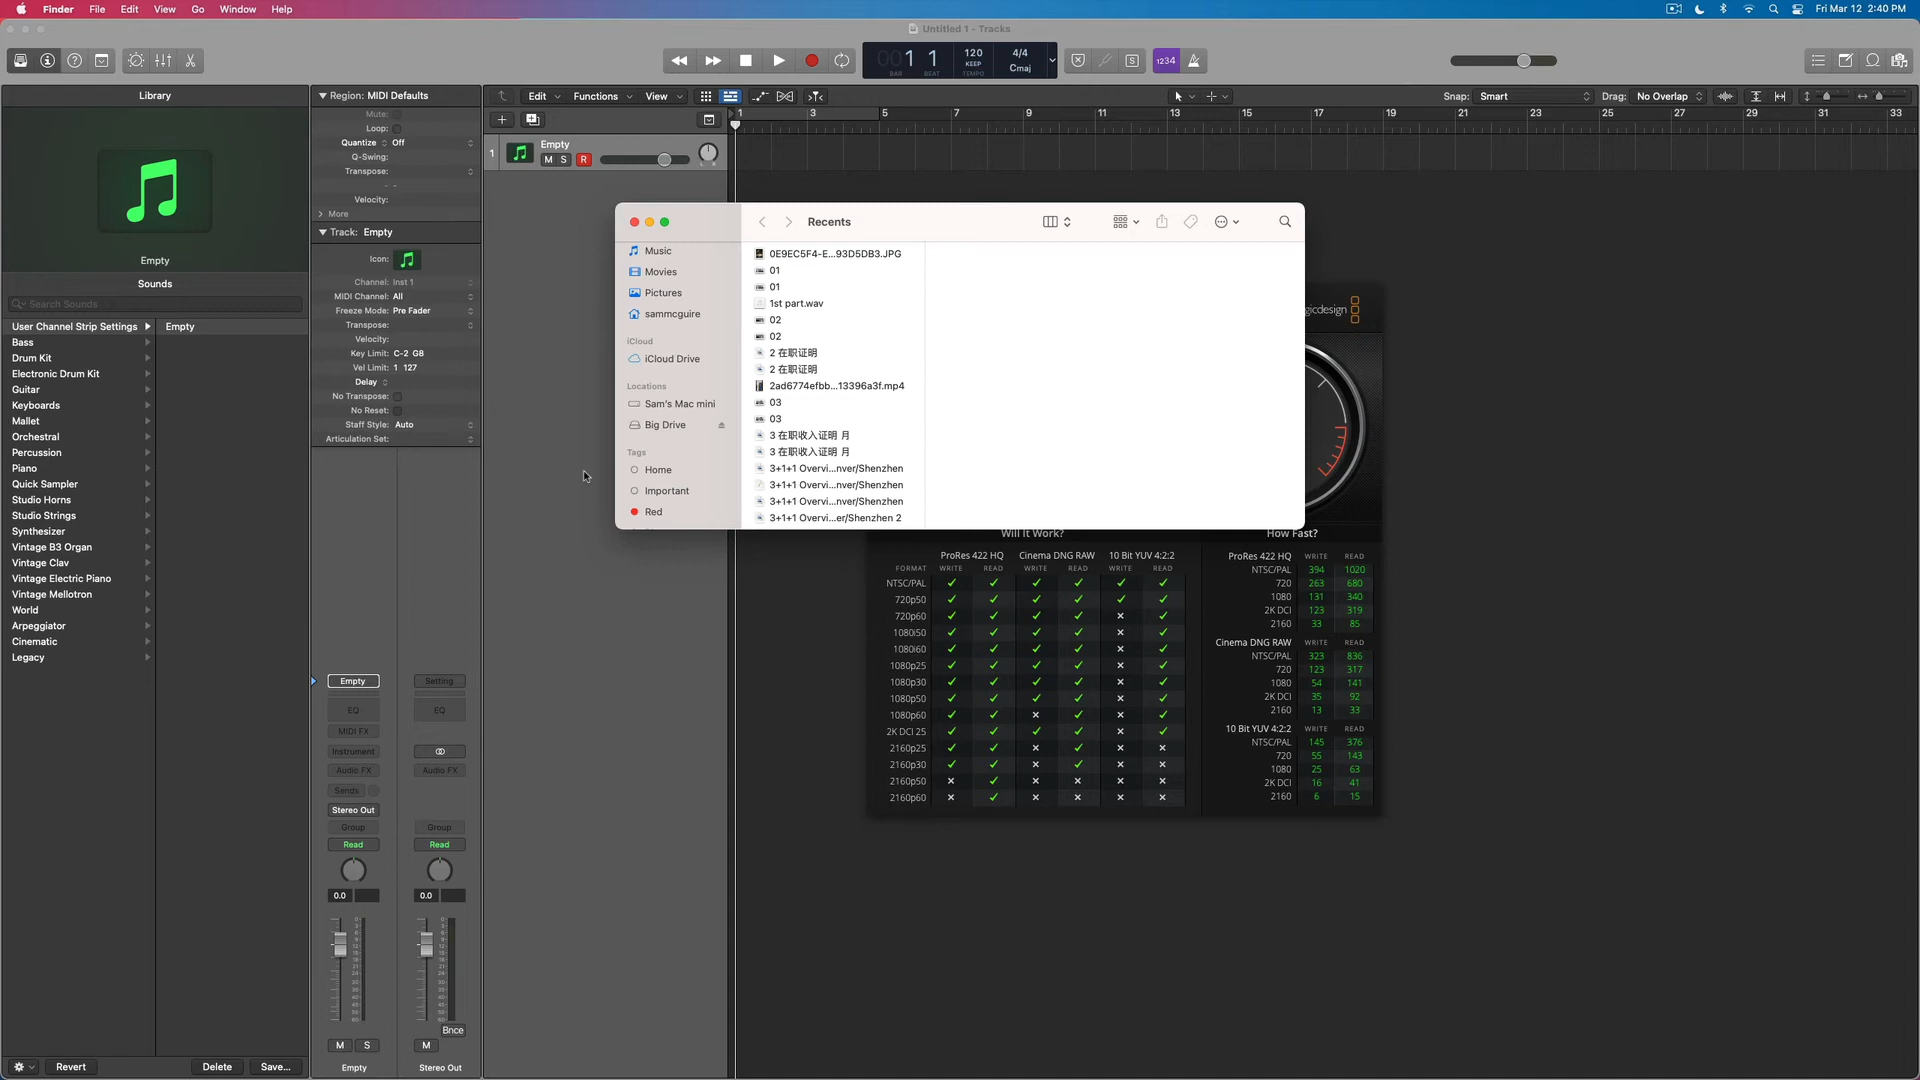 Finder File Edit View Go Window Help
Fri Mar 12 2:40 PM
Untitled 1 - Tracks
001 1
BAR BEAT
120
KEEP
TEMPO
4/4
Cmaj
1234
Library
Empty
Sounds
Search Sounds
User Channel Strip Settings
Empty
Bass
Drum Kit
Electronic Drum Kit
Guitar
Keyboards
Mallet
Orchestral
Percussion
Piano
Quick Sampler
Studio Horns
Studio Strings
Synthesizer
Vintage B3 Organ
Vintage Clav
Vintage Electric Piano
Vintage Mellotron
World
Arpeggiator
Cinematic
Legacy
Revert
Delete
Save...
Region: MIDI Defaults
Mute:
Loop:
Quantize Off
Q-Swing:
Transpose:
Velocity:
More
Track: Empty
Icon:
Channel: Inst 1
MIDI Channel: All
Freeze Mode: Pre Fader
Transpose:
Velocity:
Key Limit: C-2 G8
Vel Limit: 1 127
Delay
No Transpose:
No Reset:
Staff Style: Auto
Articulation Set:
Empty Setting
EQ EQ
MIDI FX
Instrument
Audio FX Audio FX
Sends
Stereo Out
Group Group
Read Read
0.0 0.0
Bnce
M S M
Empty Stereo Out
Edit Functions View
Snap: Smart
Drag: No Overlap
1 3 5 7 9 11 13 15 17 19 21 23 25 27 29 31 33
1 Empty
M S R
Recents
Music
Movies
Pictures
sammcguire
iCloud
iCloud Drive
Locations
Sam's Mac mini
Big Drive
Tags
Home
Important
Red
0E9EC5F4-E...93D5DB3.JPG
01
01
1st part.wav
02
02
2 在职证明
2 在职证明
2ad6774efbb...13396a3f.mp4
03
03
3 在职收入证明 月
3 在职收入证明 月
3+1+1 Overvi...nver/Shenzhen
3+1+1 Overvi...nver/Shenzhen
3+1+1 Overvi...nver/Shenzhen
3+1+1 Overvi...er/Shenzhen 2
gicdesign
Will It Work?
ProRes 422 HQ Cinema DNG RAW 10 Bit YUV 4:2:2
FORMAT WRITE READ WRITE READ WRITE READ
NTSC/PAL
720p50
720p60
1080i50
1080i60
1080p25
1080p30
1080p50
1080p60
2K DCI 25
2160p25
2160p30
2160p50
2160p60
How Fast?
ProRes 422 HQ WRITE READ
NTSC/PAL 394 1020
720 263 680
1080 131 340
2K DCI 123 319
2160 33 85
Cinema DNG RAW WRITE READ
NTSC/PAL 323 836
720 123 317
1080 54 141
2K DCI 35 92
2160 13 33
10 Bit YUV 4:2:2 WRITE READ
NTSC/PAL 145 376
720 55 143
1080 25 63
2K DCI 16 41
2160 6 15